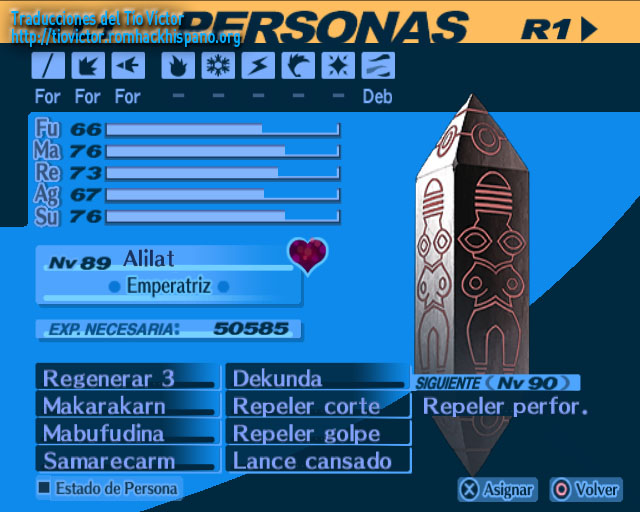 Traducciones del Tio Victor
http://tiovictor.romhackhispano.org
PERSONAS
R1
For For For - - - - - Deb
Fu 66
Ma 76
Re 73
Ag 67
Su 76
Nv 89 Alilat
Emperatriz
EXP. NECESARIA: 50585
Regenerar 3 Dekunda
Makarakarn Repeler corte
Mabufudina Repeler golpe
Samarecarm Lance cansado
SIGUIENTE Nv 90
Repeler perfor.
Estado de Persona
Asignar Volver